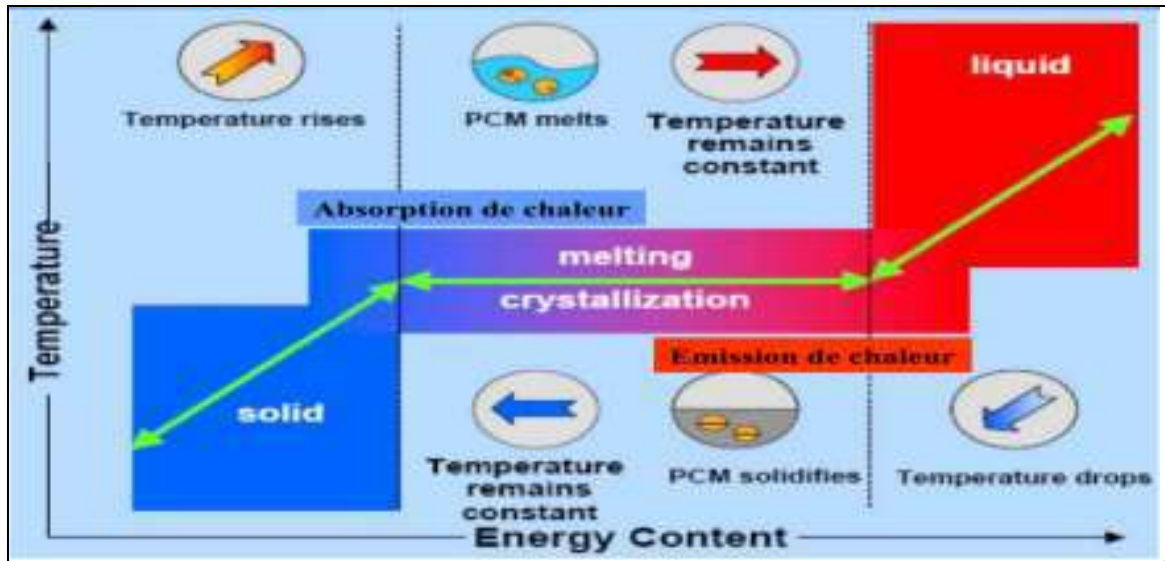 Temperature rises
PCM melts
Temperature
remains
constant
liquid
Absorption de chaleur
melting
crystallization
Emission de chaleur
solid
Temperature
Temperature
remains
constant
PCM solidifies
Temperature drops
Energy Content